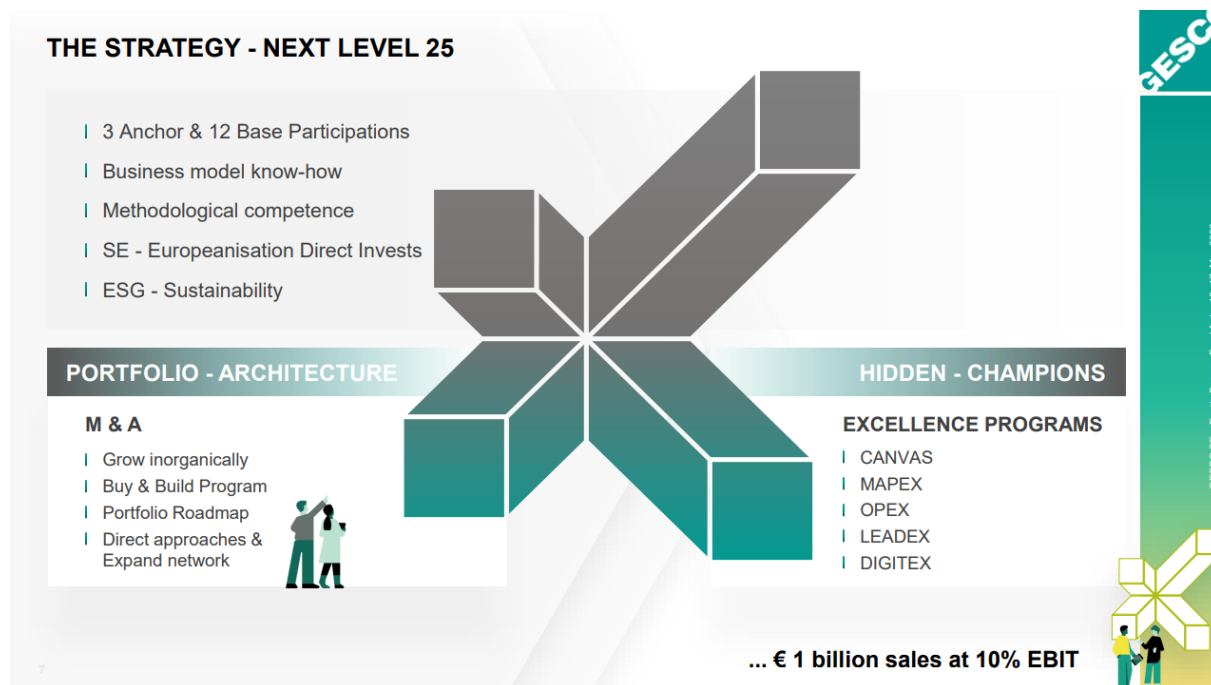 THE STRATEGY - NEXT LEVEL 25
3 Anchor & 12 Base Participations
Business model know-how
Methodological competence
SE - Europeanisation Direct Invests
ESG - Sustainability
PORTFOLIO - ARCHITECTURE
M & A
Grow inorganically
Buy & Build Program
Portfolio Roadmap
Direct approaches &
Expand network
HIDDEN - CHAMPIONS
EXCELLENCE PROGRAMS
CANVAS
MAPEX
OPEX
LEADEX
DIGITEX
... € 1 billion sales at 10% EBIT
7